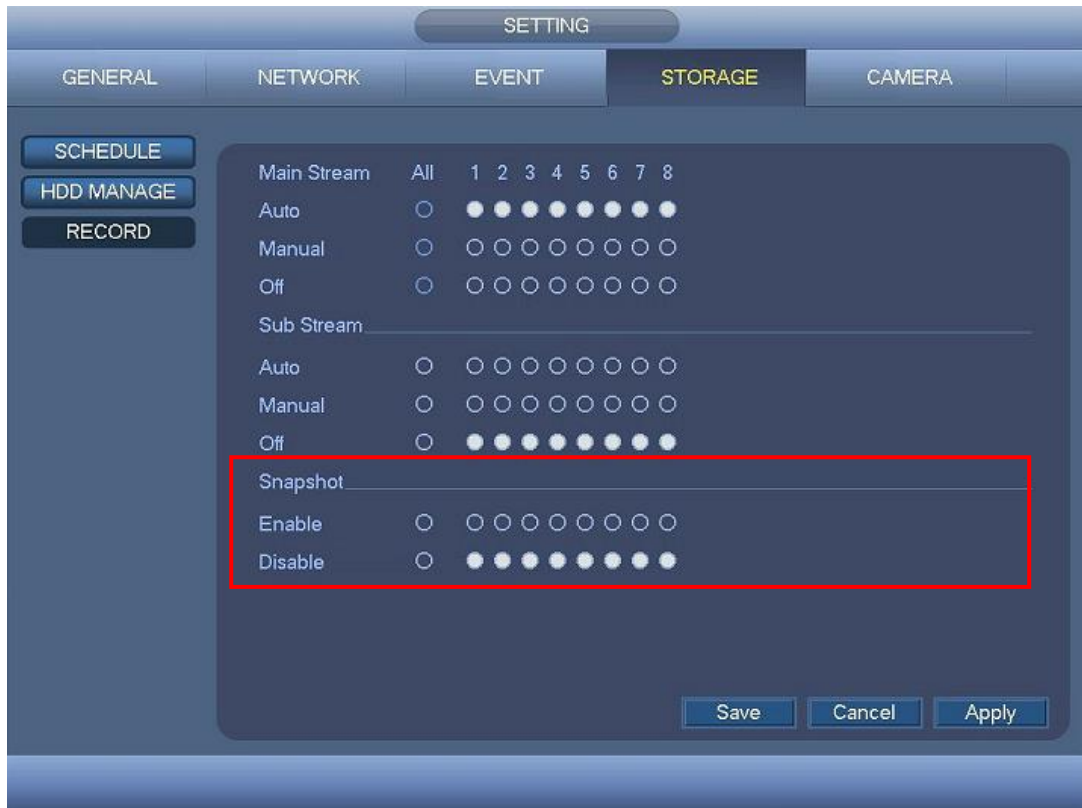 SETTING
GENERAL NETWORK EVENT STORAGE CAMERA
SCHEDULE
HDD MANAGE
RECORD
Main Stream All 1 2 3 4 5 6 7 8
Auto
Manual
Off
Sub Stream
Auto
Manual
Off
Snapshot
Enable
Disable
Save Cancel Apply